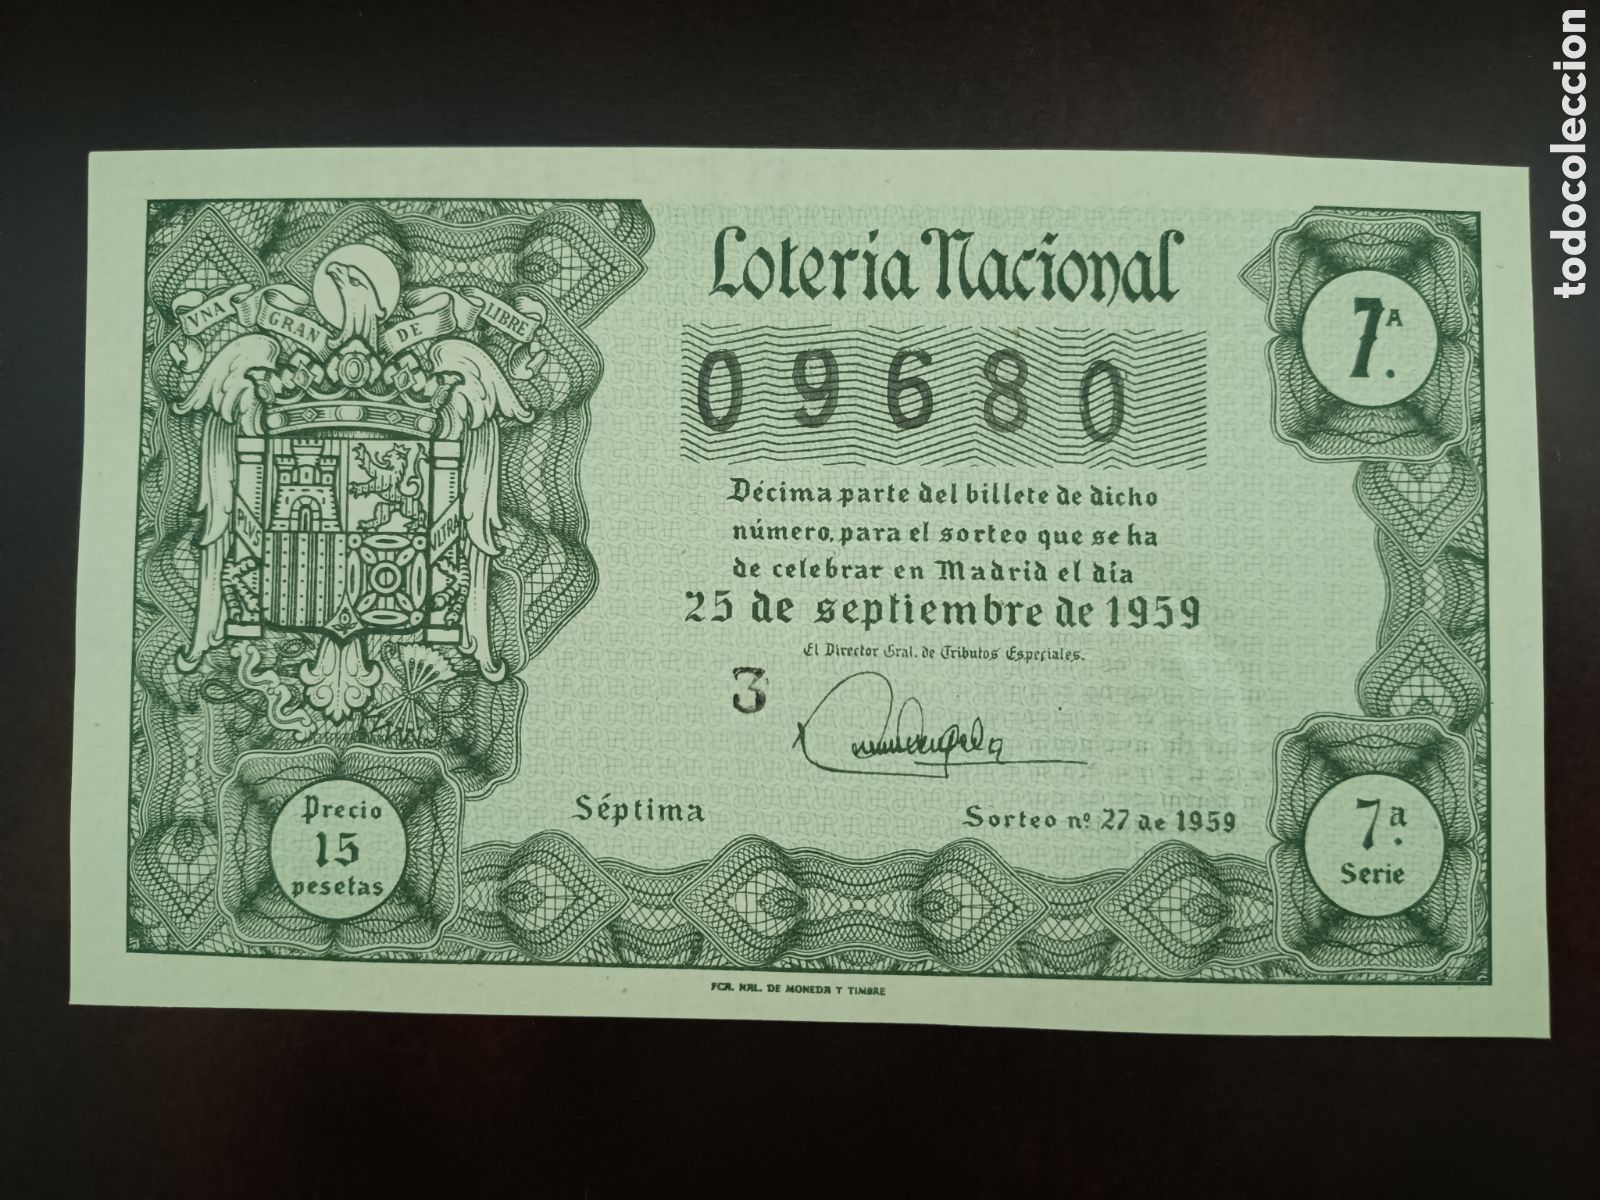 VNA GRAN DE LIBRE
PLVS VLTRA
Lotería Nacional
7.ª
09680
Décima parte del billete de dicho
número, para el sorteo que se ha
de celebrar en Madrid el día
25 de septiembre de 1959
El Director Gral. de Tributos Especiales.
3
Precio
15
pesetas
Séptima
Sorteo nº 27 de 1959
7.ª
Serie
FCA. NAL. DE MONEDA Y TIMBRE
todocoleccion